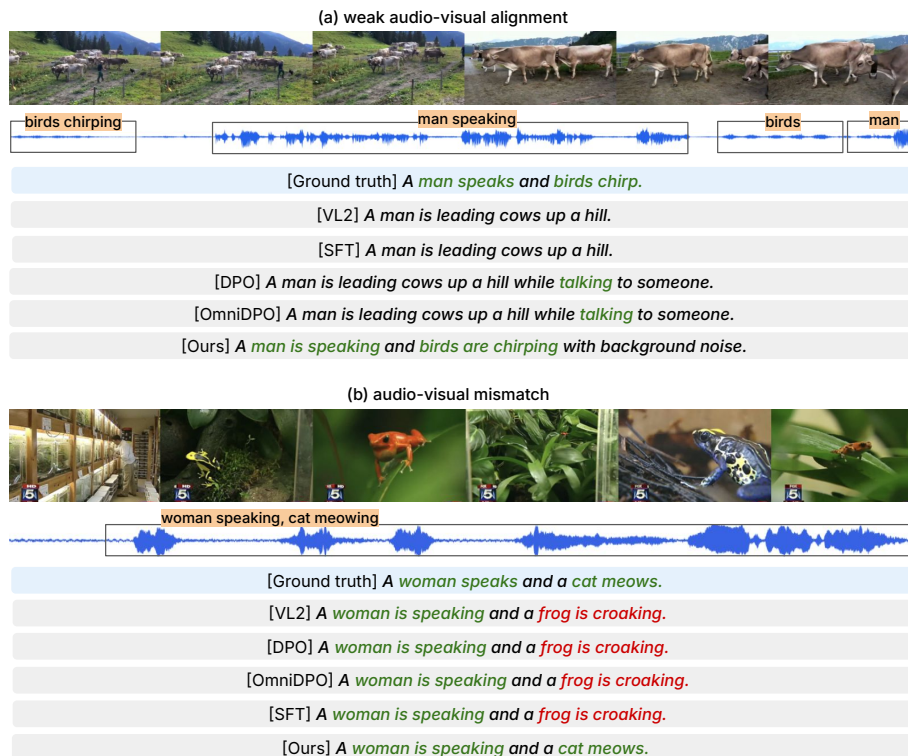 (a) weak audio-visual alignment
birds chirping
man speaking
birds
man
[Ground truth] A man speaks and birds chirp.
[VL2] A man is leading cows up a hill.
[SFT] A man is leading cows up a hill.
[DPO] A man is leading cows up a hill while talking to someone.
[OmniDPO] A man is leading cows up a hill while talking to someone.
[Ours] A man is speaking and birds are chirping with background noise.
(b) audio-visual mismatch
5
5
5
5
5
5
woman speaking, cat meowing
[Ground truth] A woman speaks and a cat meows.
[VL2] A woman is speaking and a frog is croaking.
[DPO] A woman is speaking and a frog is croaking.
[OmniDPO] A woman is speaking and a frog is croaking.
[SFT] A woman is speaking and a frog is croaking.
[Ours] A woman is speaking and a cat meows.